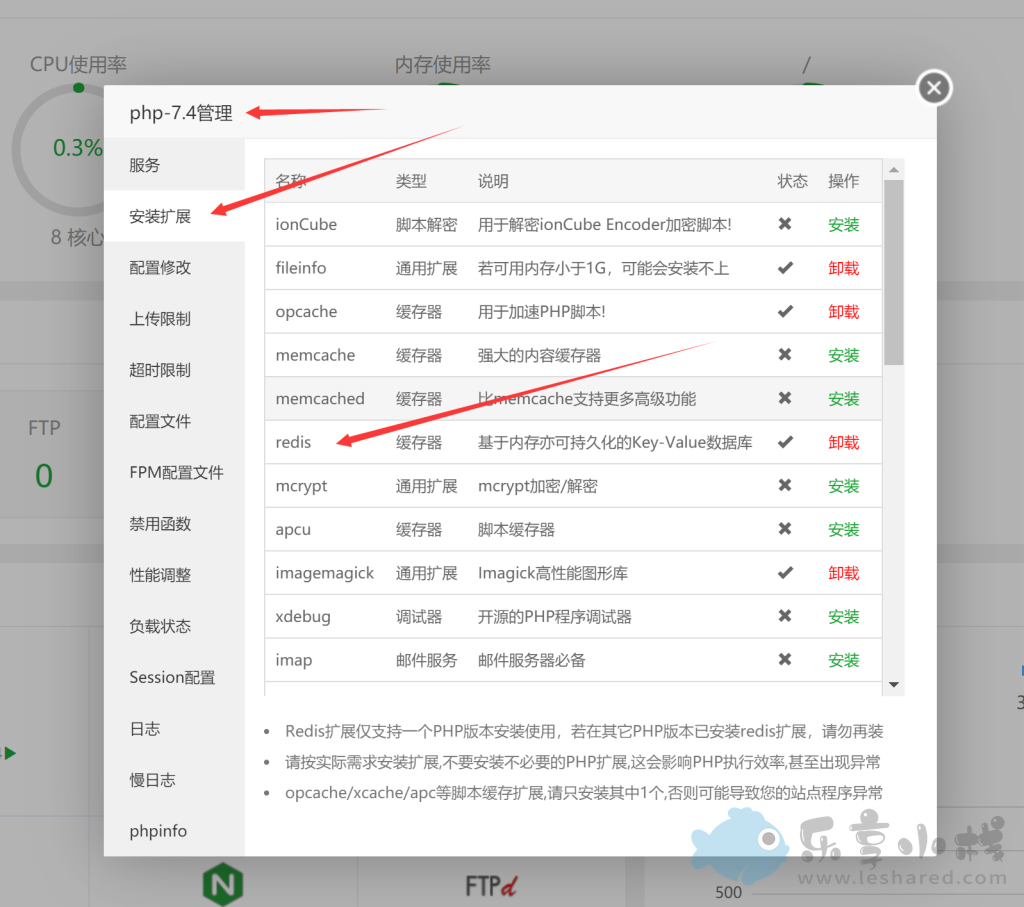 CPU使用率
内存使用率
/
php-7.4管理
0.3%
8 核心
服务
安装扩展
配置修改
上传限制
超时限制
配置文件
FPM配置文件
禁用函数
性能调整
负载状态
Session配置
日志
慢日志
phpinfo
名称 类型 说明 状态 操作
ionCube 脚本解密 用于解密ionCube Encoder加密脚本! ✖ 安装
fileinfo 通用扩展 若可用内存小于1G，可能会安装不上 ✔ 卸载
opcache 缓存器 用于加速PHP脚本! ✔ 卸载
memcache 缓存器 强大的内容缓存器 ✖ 安装
memcached 缓存器 比memcache支持更多高级功能 ✖ 安装
redis 缓存器 基于内存亦可持久化的Key-Value数据库 ✔ 卸载
mcrypt 通用扩展 mcrypt加密/解密 ✖ 安装
apcu 缓存器 脚本缓存器 ✖ 安装
imagemagick 通用扩展 Imagick高性能图形库 ✔ 卸载
xdebug 调试器 开源的PHP程序调试器 ✖ 安装
imap 邮件服务 邮件服务器必备 ✖ 安装
• Redis扩展仅支持一个PHP版本安装使用，若在其它PHP版本已安装redis扩展，请勿再装
• 请按实际需求安装扩展,不要安装不必要的PHP扩展,这会影响PHP执行效率,甚至出现异常
• opcache/xcache/apc等脚本缓存扩展,请只安装其中1个,否则可能导致您的站点程序异常
FTP
0
3
N
FTPd
500
乐享小栈
www.leshared.com